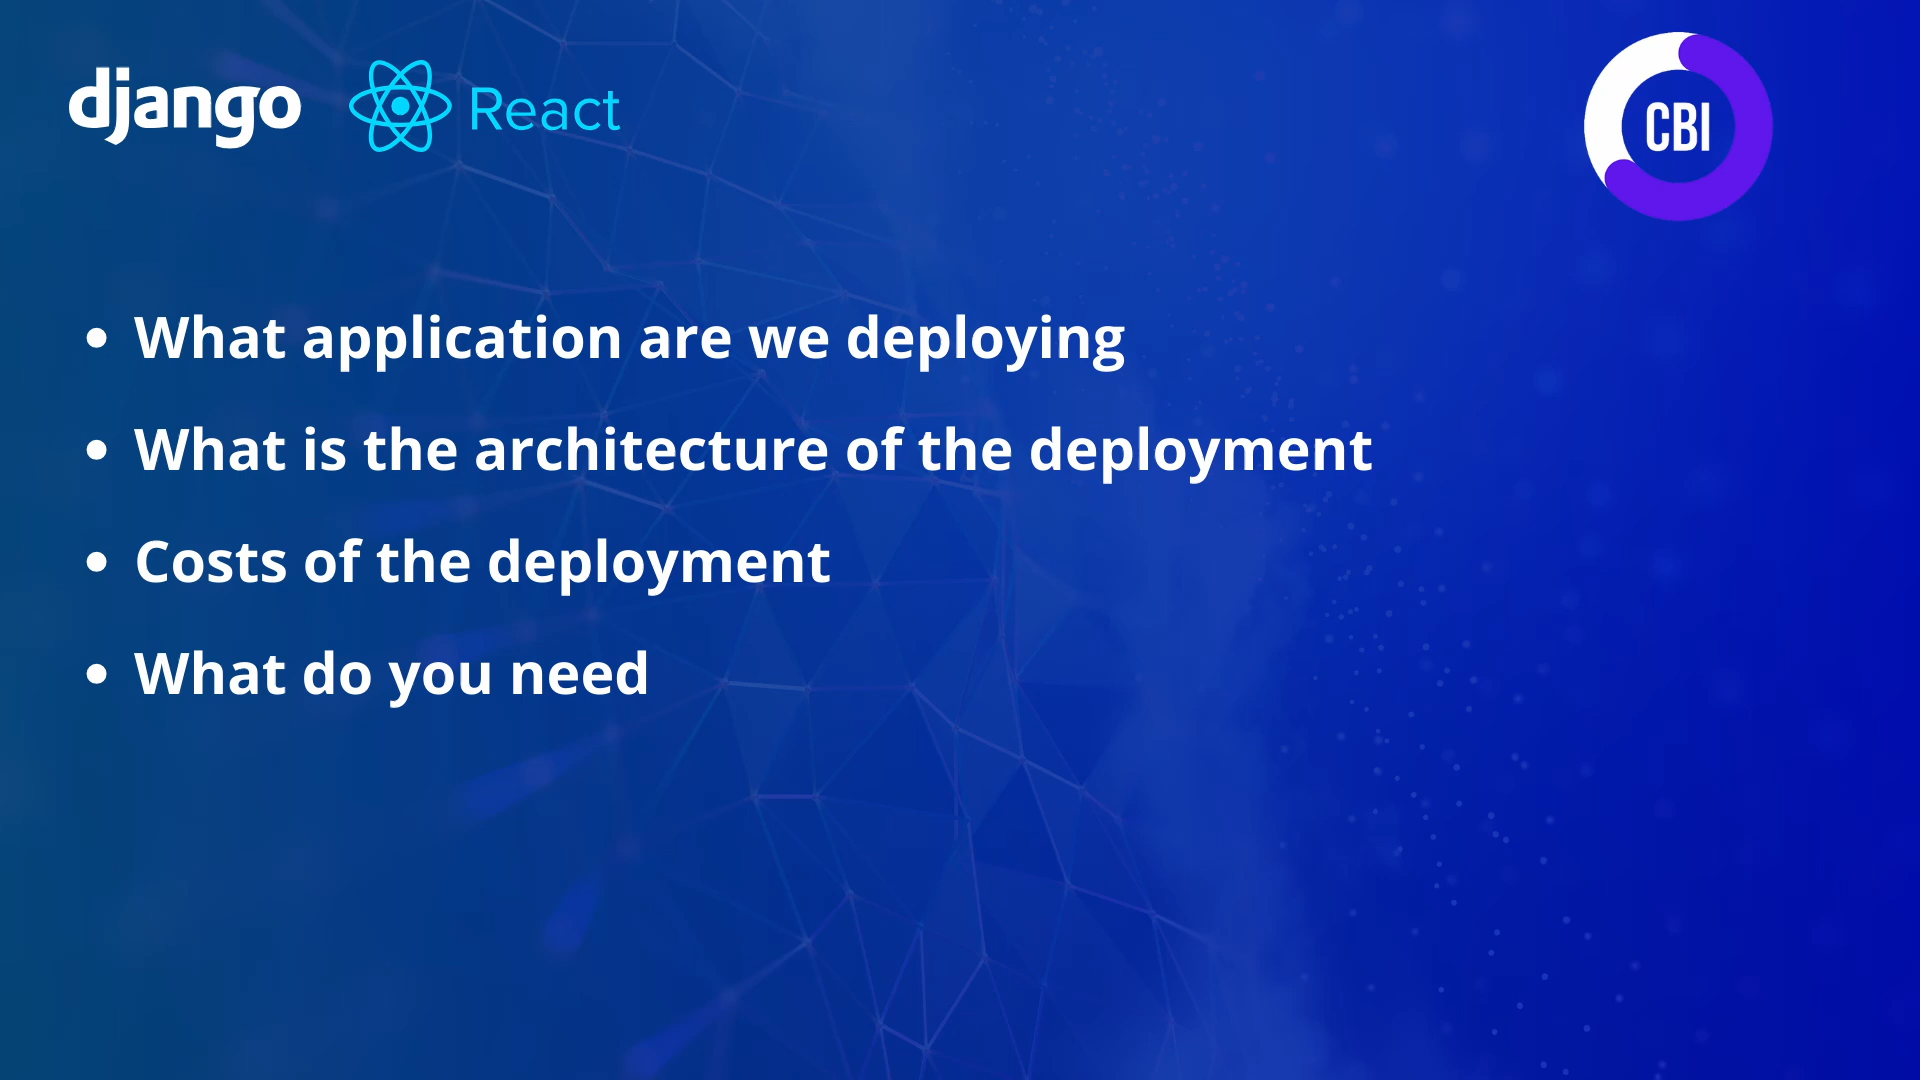 django
React
CBI
• What application are we deploying
• What is the architecture of the deployment
• Costs of the deployment
• What do you need